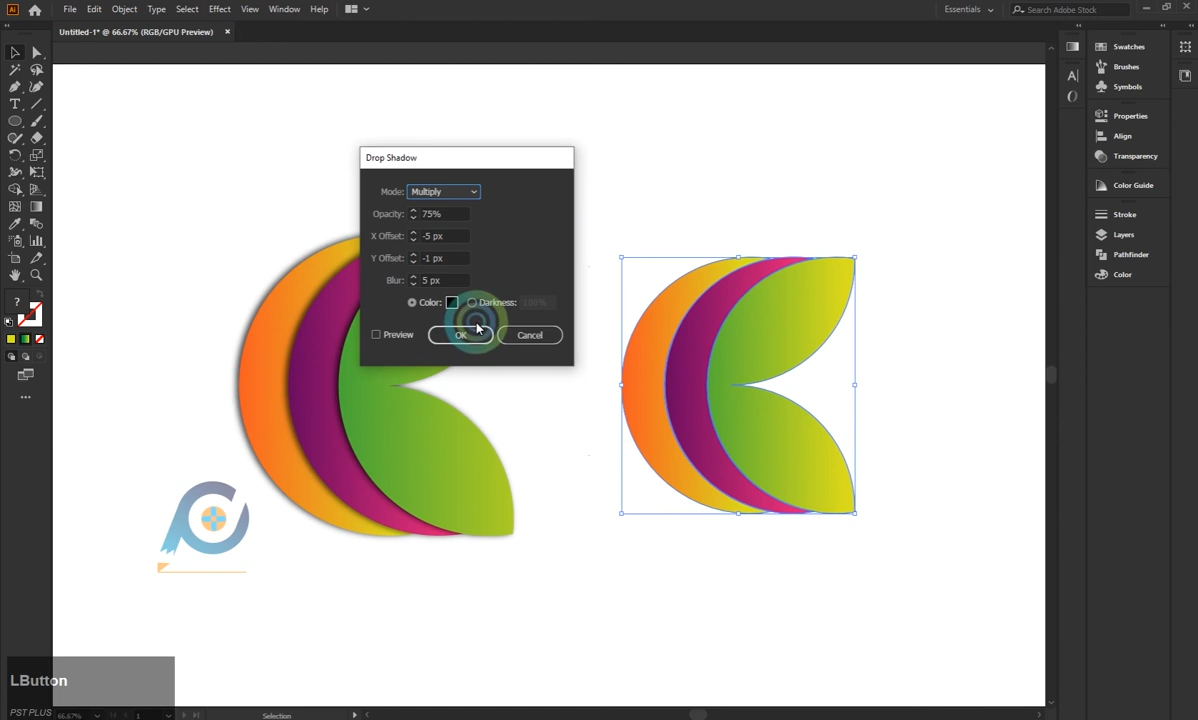 Ai File Edit Object Type Select Effect View Window Help Essentials Search Adobe Stock
Untitled-1* @ 66.67% (RGB/GPU Preview) ×
Swatches
Brushes
Symbols
Properties
Align
Transparency
Color Guide
Stroke
Layers
Pathfinder
Color
Drop Shadow
Mode: Multiply
Opacity: 75%
X Offset: -5 px
Y Offset: -1 px
Blur: 5 px
Color: Darkness: 100%
Preview OK Cancel
LButton
PST PLUS 66.67% 1 Selection